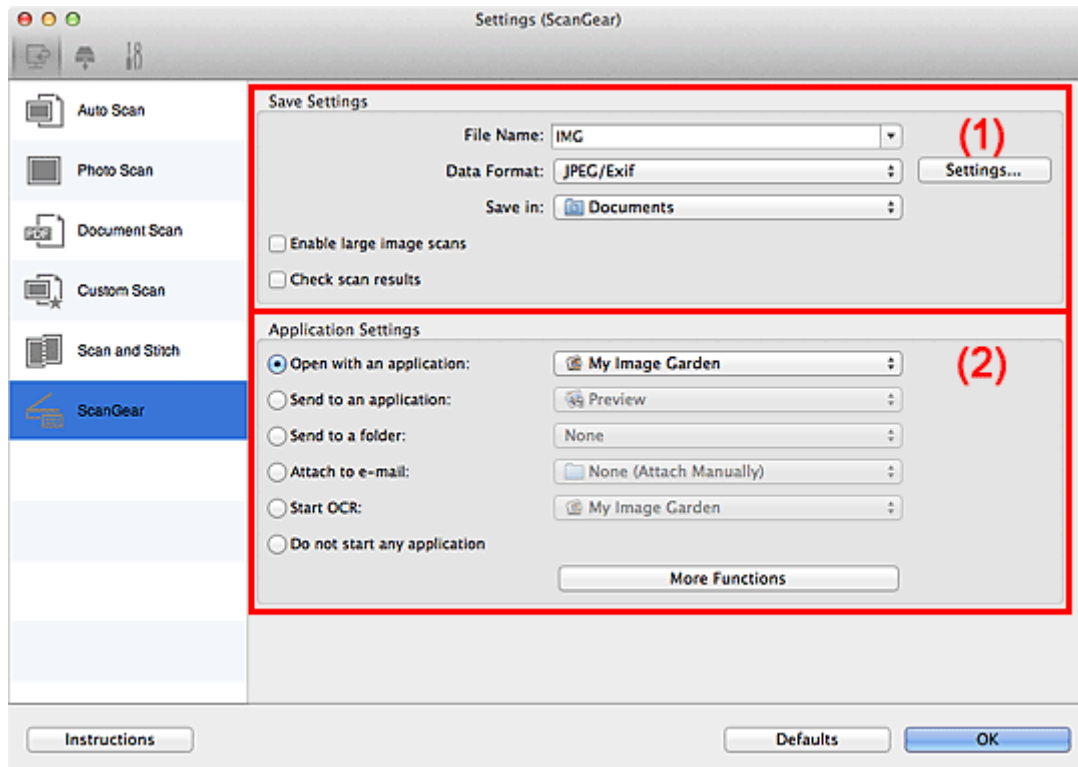 Settings (ScanGear)
Auto Scan
Photo Scan
PDF
Document Scan
Custom Scan
Scan and Stitch
ScanGear
Save Settings
(1)
File Name: IMG
Data Format: JPEG/Exif Settings...
Save in: Documents
Enable large image scans
Check scan results
Application Settings
(2)
Open with an application: My Image Garden
Send to an application: Preview
Send to a folder: None
Attach to e-mail: None (Attach Manually)
Start OCR: My Image Garden
Do not start any application
More Functions
Instructions Defaults OK